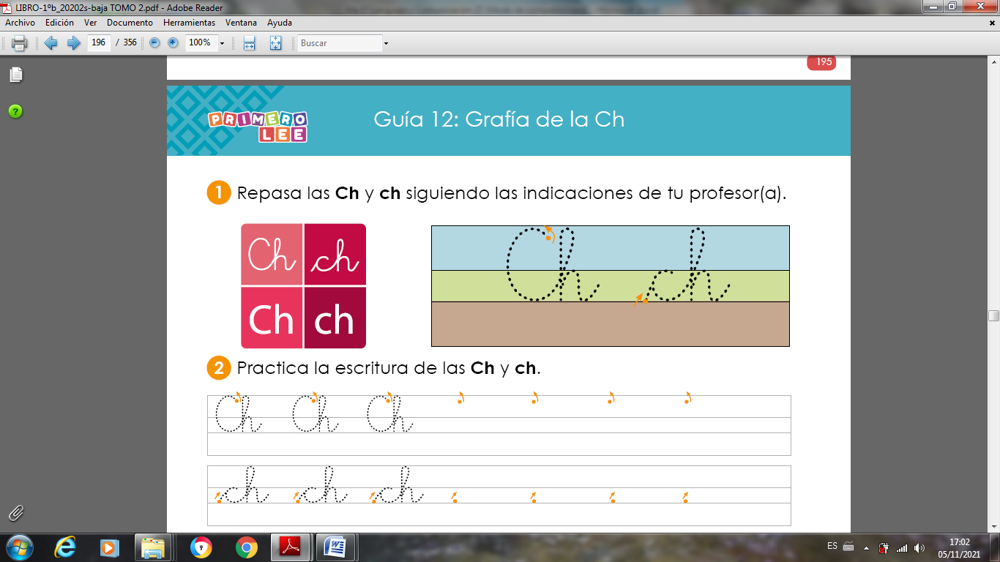 LIBRO-1ºb_20202s-baja TOMO 2.pdf - Adobe Reader
Archivo Edición Ver Documento Herramientas Ventana Ayuda
196 / 356 100% Buscar
195
PRIMERO
LEE
Guía 12: Grafía de la Ch
1 Repasa las Ch y ch siguiendo las indicaciones de tu profesor(a).
Ch ch Ch ch
Ch ch
2 Practica la escritura de las Ch y ch.
Ch Ch Ch
ch ch ch
ES 17:02
05/11/2021